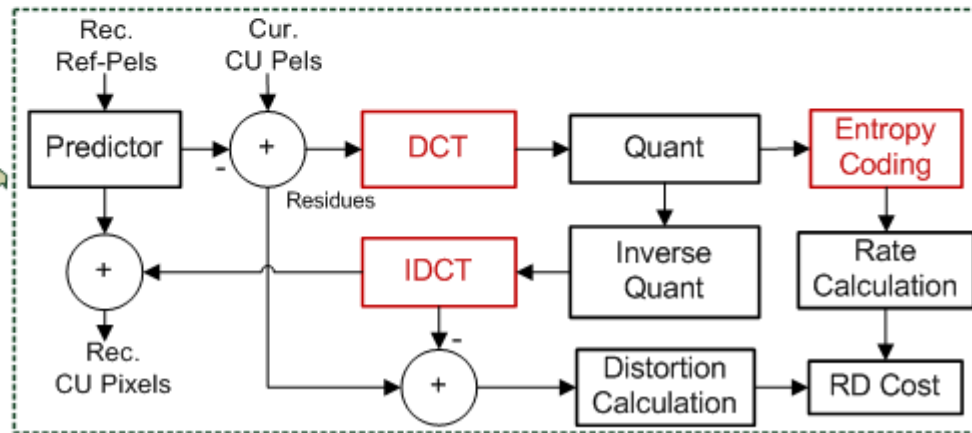 Rec.
Ref-Pels
Cur.
CU Pels
Predictor
-
+
DCT
Quant
Entropy
Coding
Residues
+
IDCT
Inverse
Quant
Rate
Calculation
Rec.
CU Pixels
-
+
Distortion
Calculation
RD Cost